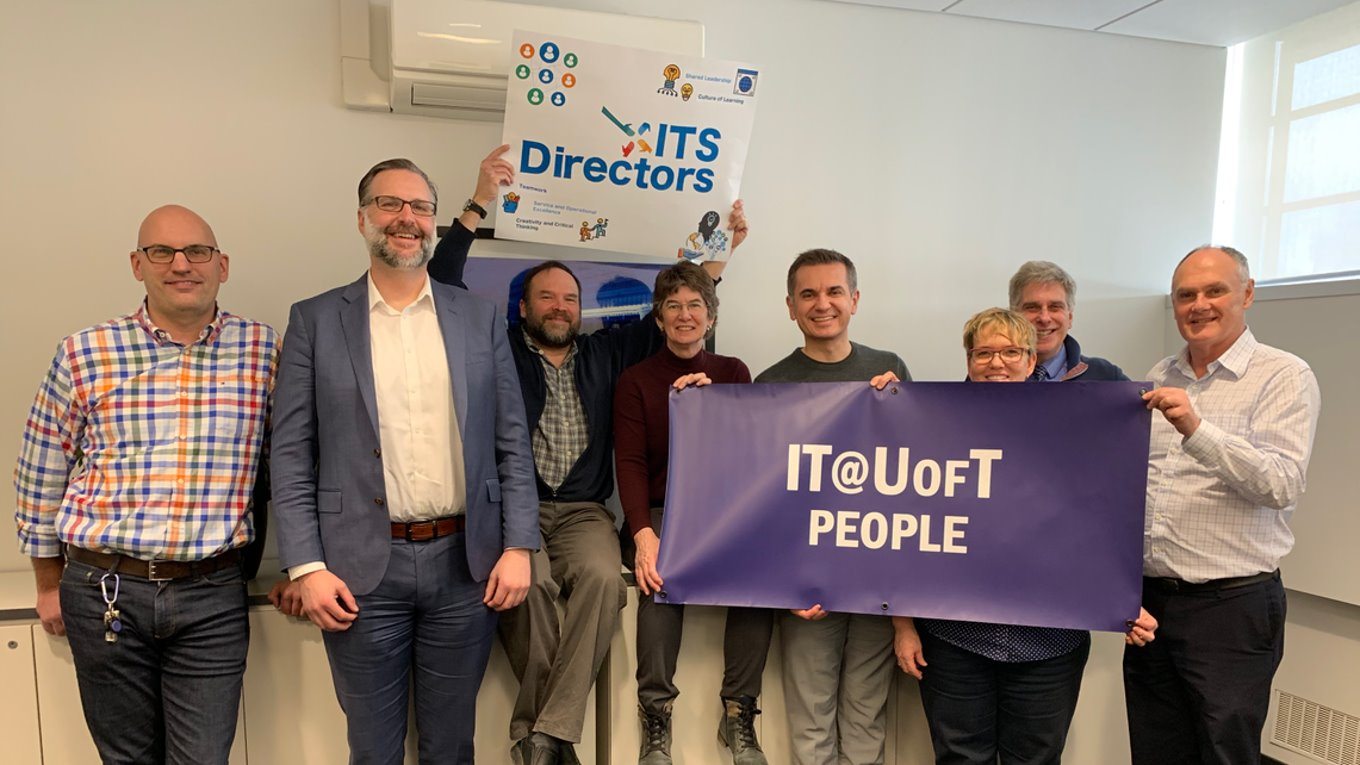 Shared Leadership
Culture of Learning
ITS
Directors
Teamwork
Service and Operational
Excellence
Creativity and Critical
Thinking
IT@UOFT
PEOPLE